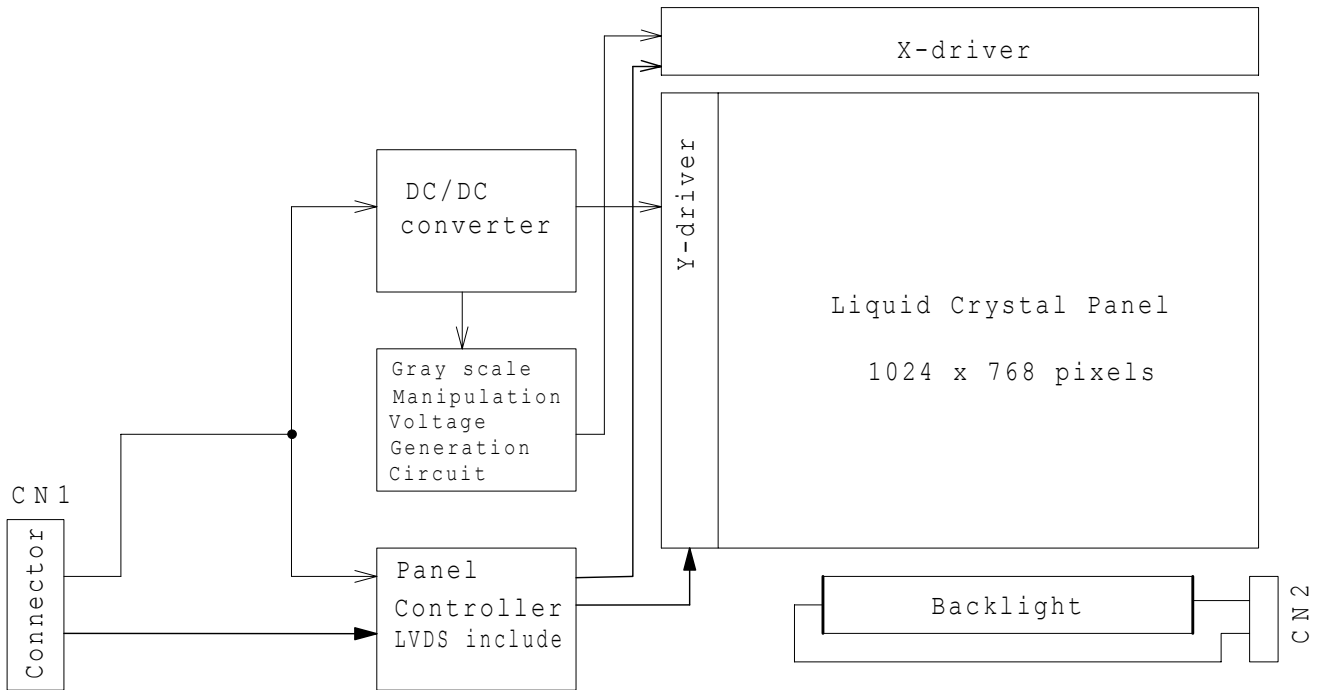 X-driver
Y-driver
DC/DC
converter
Liquid Crystal Panel
1024 x 768 pixels
Gray scale
Manipulation
Voltage
Generation
Circuit
CN1
Connector
Panel
Controller
LVDS include
Backlight
CN2